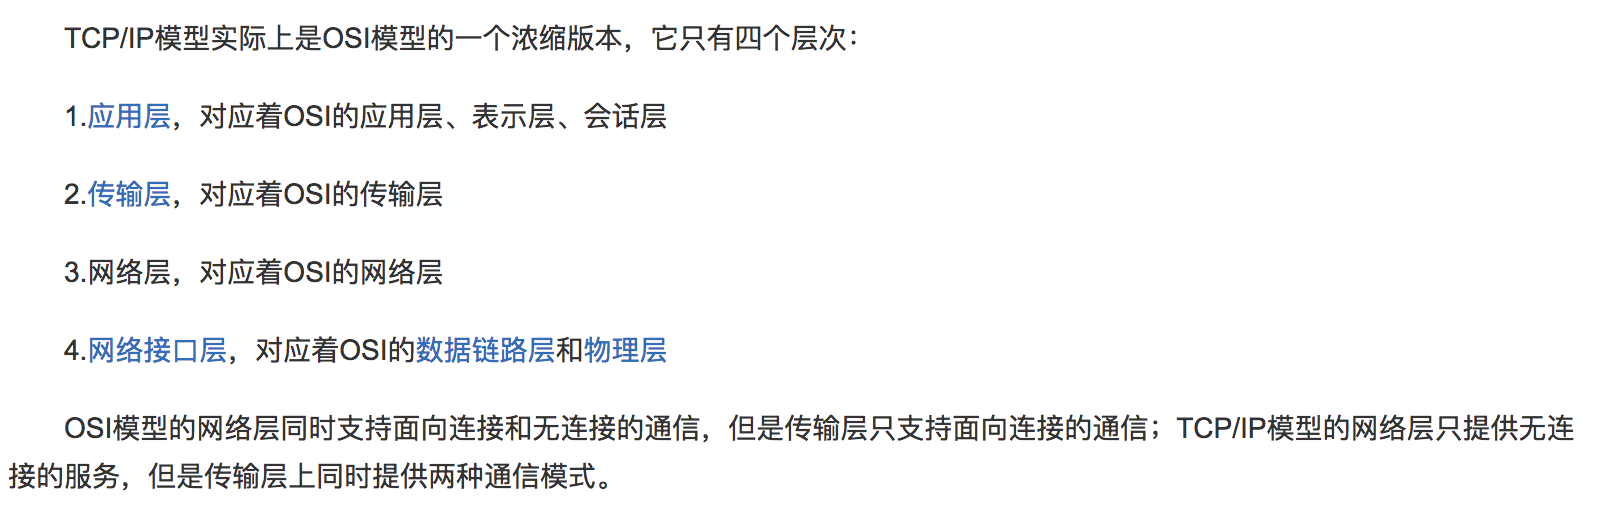 TCP/IP模型实际上是OSI模型的一个浓缩版本，它只有四个层次：
1.应用层，对应着OSI的应用层、表示层、会话层
2.传输层，对应着OSI的传输层
3.网络层，对应着OSI的网络层
4.网络接口层，对应着OSI的数据链路层和物理层
OSI模型的网络层同时支持面向连接和无连接的通信，但是传输层只支持面向连接的通信；TCP/IP模型的网络层只提供无连
接的服务，但是传输层上同时提供两种通信模式。